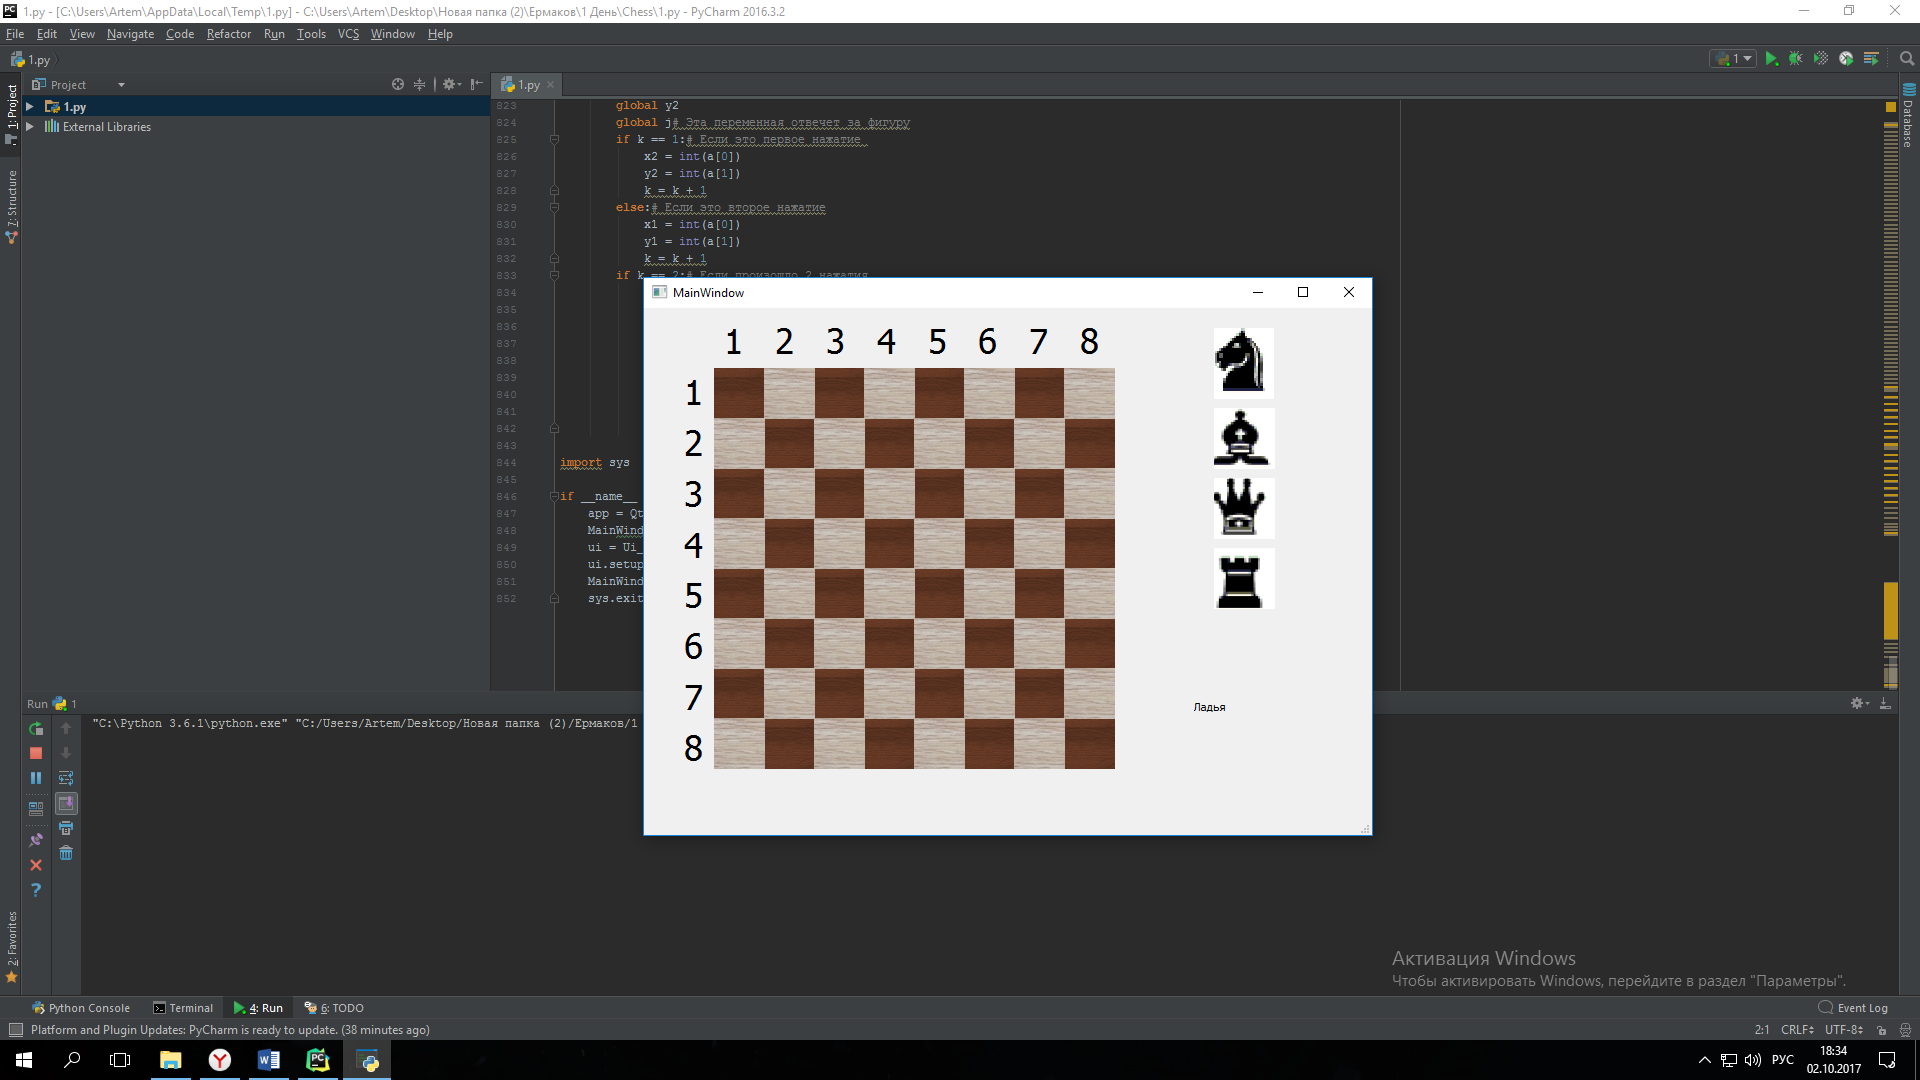 1.py - [C:\Users\Artem\AppData\Local\Temp\1.py] - C:\Users\Artem\Desktop\Новая папка (2)\Ермаков\1 День\Chess\1.py - PyCharm 2016.3.2
File Edit View Navigate Code Refactor Run Tools VCS Window Help
1.py
1
Project
1.py
1: Project
1.py
External Libraries
7: Structure
Database
823 global y2
824 global j# Эта переменная отвечет за фигуру
825 if k == 1:# Если это первое нажатие
826 x2 = int(a[0])
827 y2 = int(a[1])
828 k = k + 1
829 else:# Если это второе нажатие
830 x1 = int(a[0])
831 y1 = int(a[1])
832 k = k + 1
833 if k == 2:# Если произошло 2 нажатия
834
835
836
837
838
839
840
841
842
843
844 import sys
845
846 if __name__
847 app = Qt
848 MainWind
849 ui = Ui_
850 ui.setup
851 MainWind
852 sys.exit
MainWindow
1 2 3 4 5 6 7 8
1
2
3
4
5
6
7
8
Ладья
Run 1
"C:\Python 3.6.1\python.exe" "C:/Users/Artem/Desktop/Новая папка (2)/Ермаков/1
2: Favorites
Активация Windows
Чтобы активировать Windows, перейдите в раздел "Параметры".
Python Console Terminal 4: Run 6: TODO Event Log
Platform and Plugin Updates: PyCharm is ready to update. (38 minutes ago) 2:1 CRLF UTF-8
РУС
18:34
02.10.2017